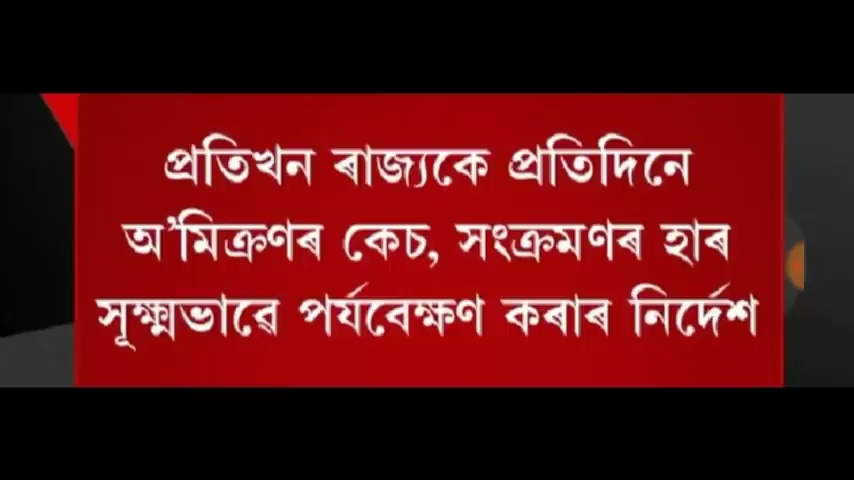 প্ৰতিখন ৰাজ্যকে প্ৰতিদিনে
অ'মিক্ৰণৰ কেচ, সংক্ৰমণৰ হাৰ
সূক্ষ্মভাৱে পৰ্যবেক্ষণ কৰাৰ নিৰ্দেশ